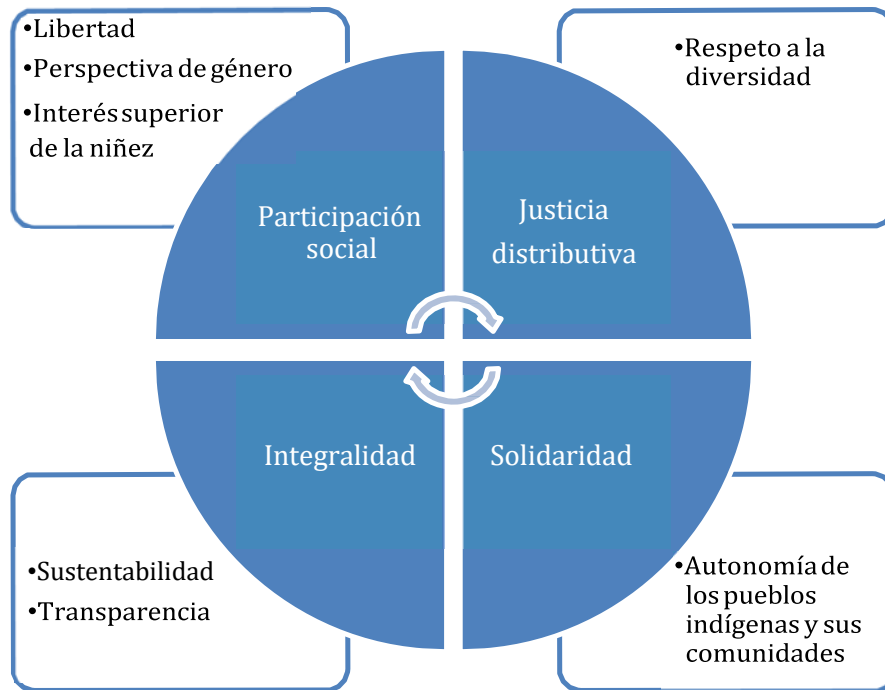 •Libertad
•Perspectiva de género
•Interés superior
de la niñez
•Respeto a la
diversidad
Participación
social
Justicia
distributiva
Integralidad
Solidaridad
•Sustentabilidad
•Transparencia
•Autonomía de
los pueblos
indígenas y sus
comunidades